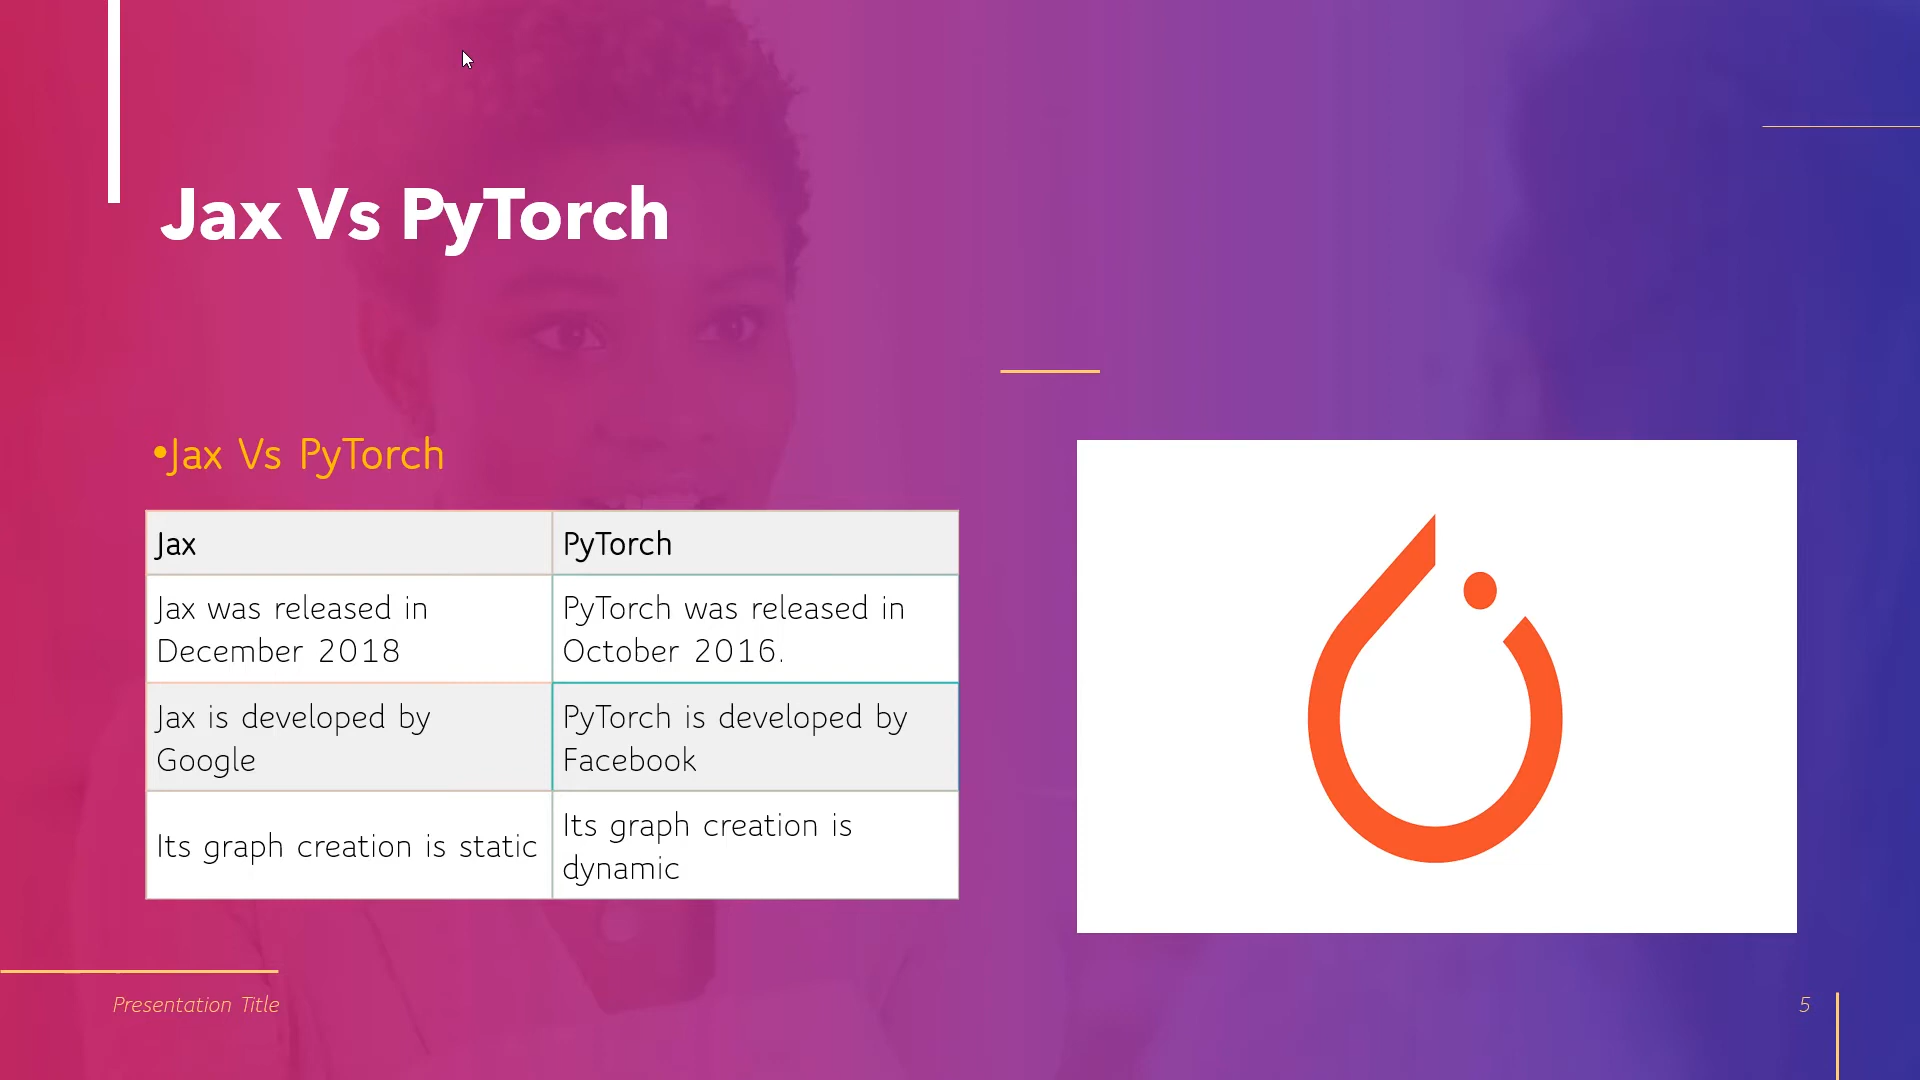 Jax Vs PyTorch
•Jax Vs PyTorch
Jax
PyTorch
Jax was released in
December 2018
PyTorch was released in
October 2016.
Jax is developed by
Google
PyTorch is developed by
Facebook
Its graph creation is static
Its graph creation is
dynamic
Presentation Title
5